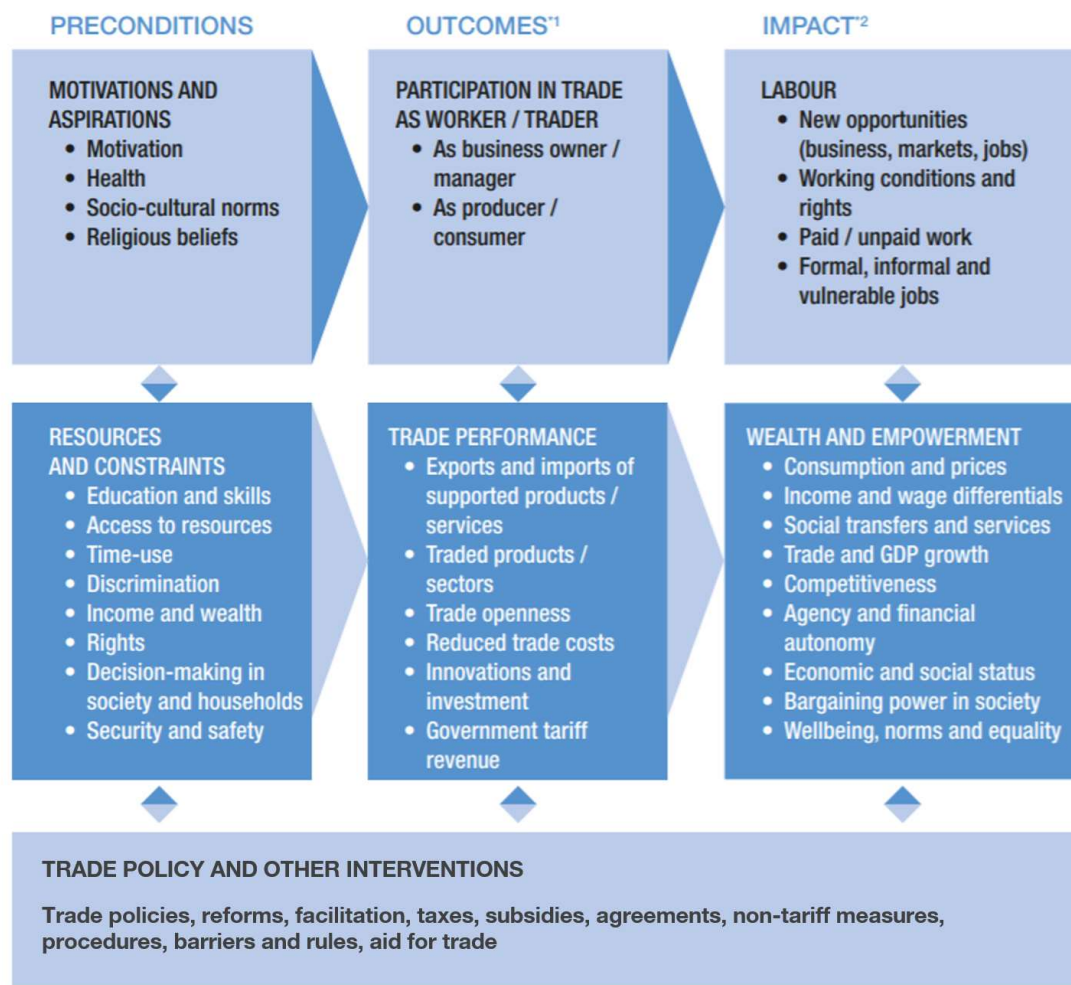 PRECONDITIONS
OUTCOMES*1
IMPACT*2
MOTIVATIONS AND
ASPIRATIONS
• Motivation
• Health
• Socio-cultural norms
• Religious beliefs
PARTICIPATION IN TRADE
AS WORKER / TRADER
• As business owner /
manager
• As producer /
consumer
LABOUR
• New opportunities
(business, markets, jobs)
• Working conditions and
rights
• Paid / unpaid work
• Formal, informal and
vulnerable jobs
RESOURCES
AND CONSTRAINTS
• Education and skills
• Access to resources
• Time-use
• Discrimination
• Income and wealth
• Rights
• Decision-making in
society and households
• Security and safety
TRADE PERFORMANCE
• Exports and imports of
supported products /
services
• Traded products /
sectors
• Trade openness
• Reduced trade costs
• Innovations and
investment
• Government tariff
revenue
WEALTH AND EMPOWERMENT
• Consumption and prices
• Income and wage differentials
• Social transfers and services
• Trade and GDP growth
• Competitiveness
• Agency and financial
autonomy
• Economic and social status
• Bargaining power in society
• Wellbeing, norms and equality
TRADE POLICY AND OTHER INTERVENTIONS
Trade policies, reforms, facilitation, taxes, subsidies, agreements, non-tariff measures,
procedures, barriers and rules, aid for trade